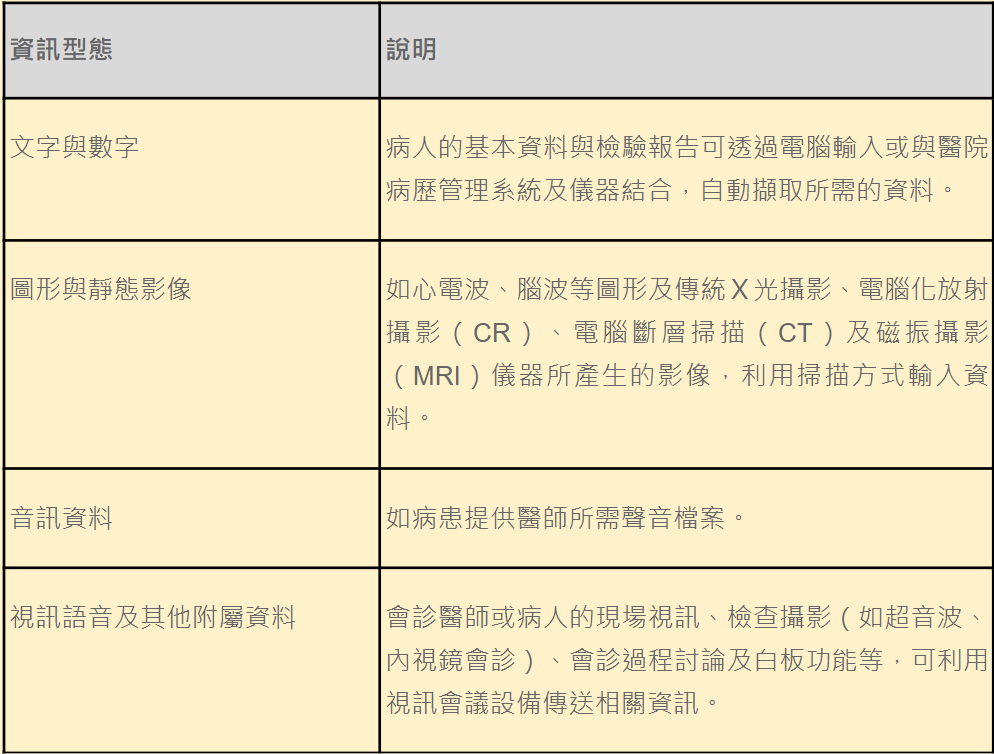 資訊型態
說明
文字與數字
病人的基本資料與檢驗報告可透過電腦輸入或與醫院
病歷管理系統及儀器結合，自動擷取所需的資料。
圖形與靜態影像
如心電波、腦波等圖形及傳統X光攝影、電腦化放射
攝影（CR）、電腦斷層掃描（CT）及磁振攝影
（MRI）儀器所產生的影像，利用掃描方式輸入資
料。
音訊資料
如病患提供醫師所需聲音檔案。
視訊語音及其他附屬資料
會診醫師或病人的現場視訊、檢查攝影（如超音波、
內視鏡會診）、會診過程討論及白板功能等，可利用
視訊會議設備傳送相關資訊。